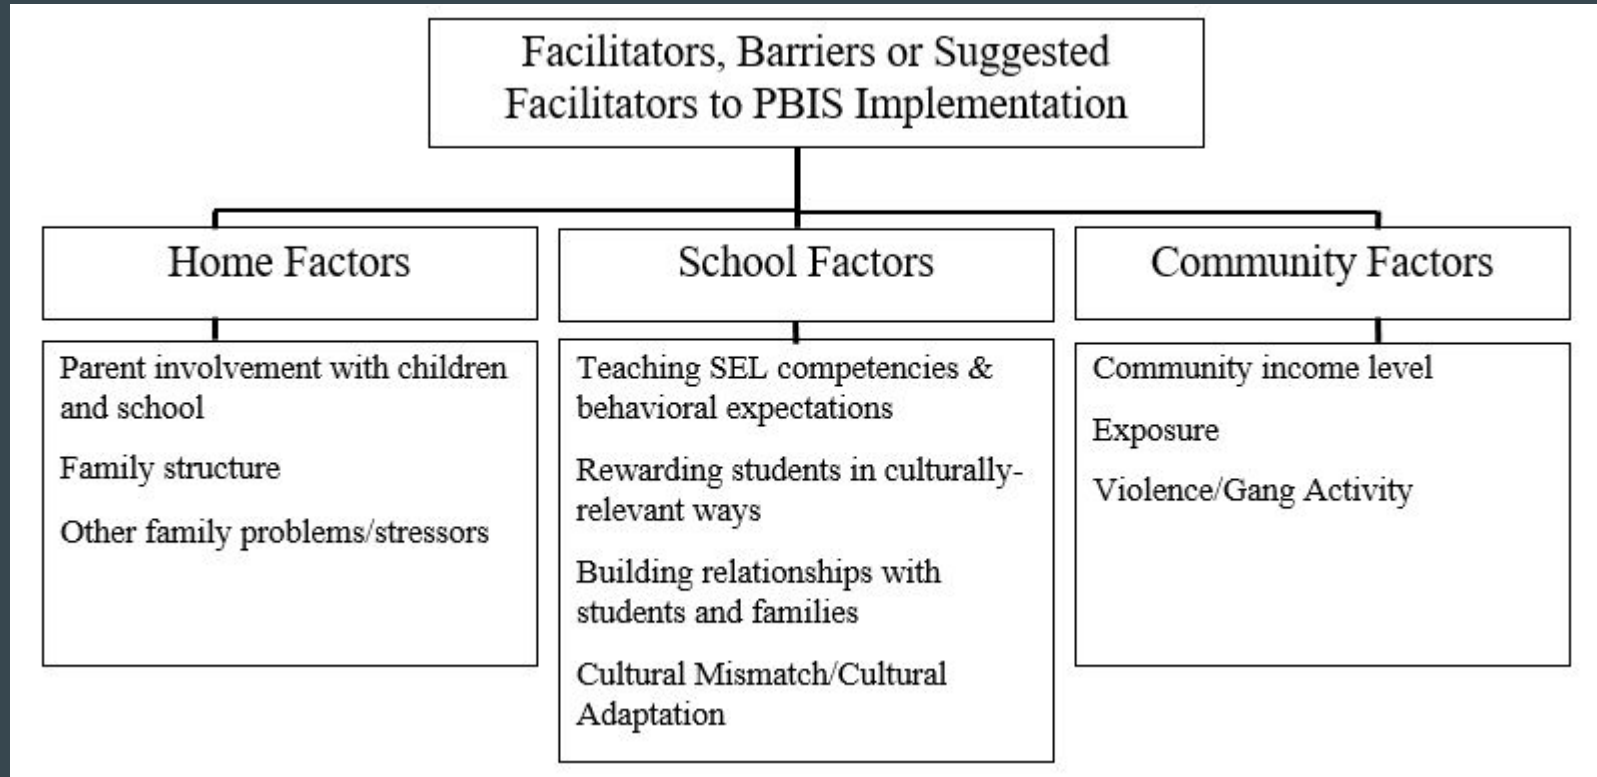 Facilitators, Barriers or Suggested
Facilitators to PBIS Implementation
Home Factors
Parent involvement with children
and school
Family structure
Other family problems/stressors
School Factors
Teaching SEL competencies &
behavioral expectations
Rewarding students in culturally-
relevant ways
Building relationships with
students and families
Cultural Mismatch/Cultural
Adaptation
Community Factors
Community income level
Exposure
Violence/Gang Activity